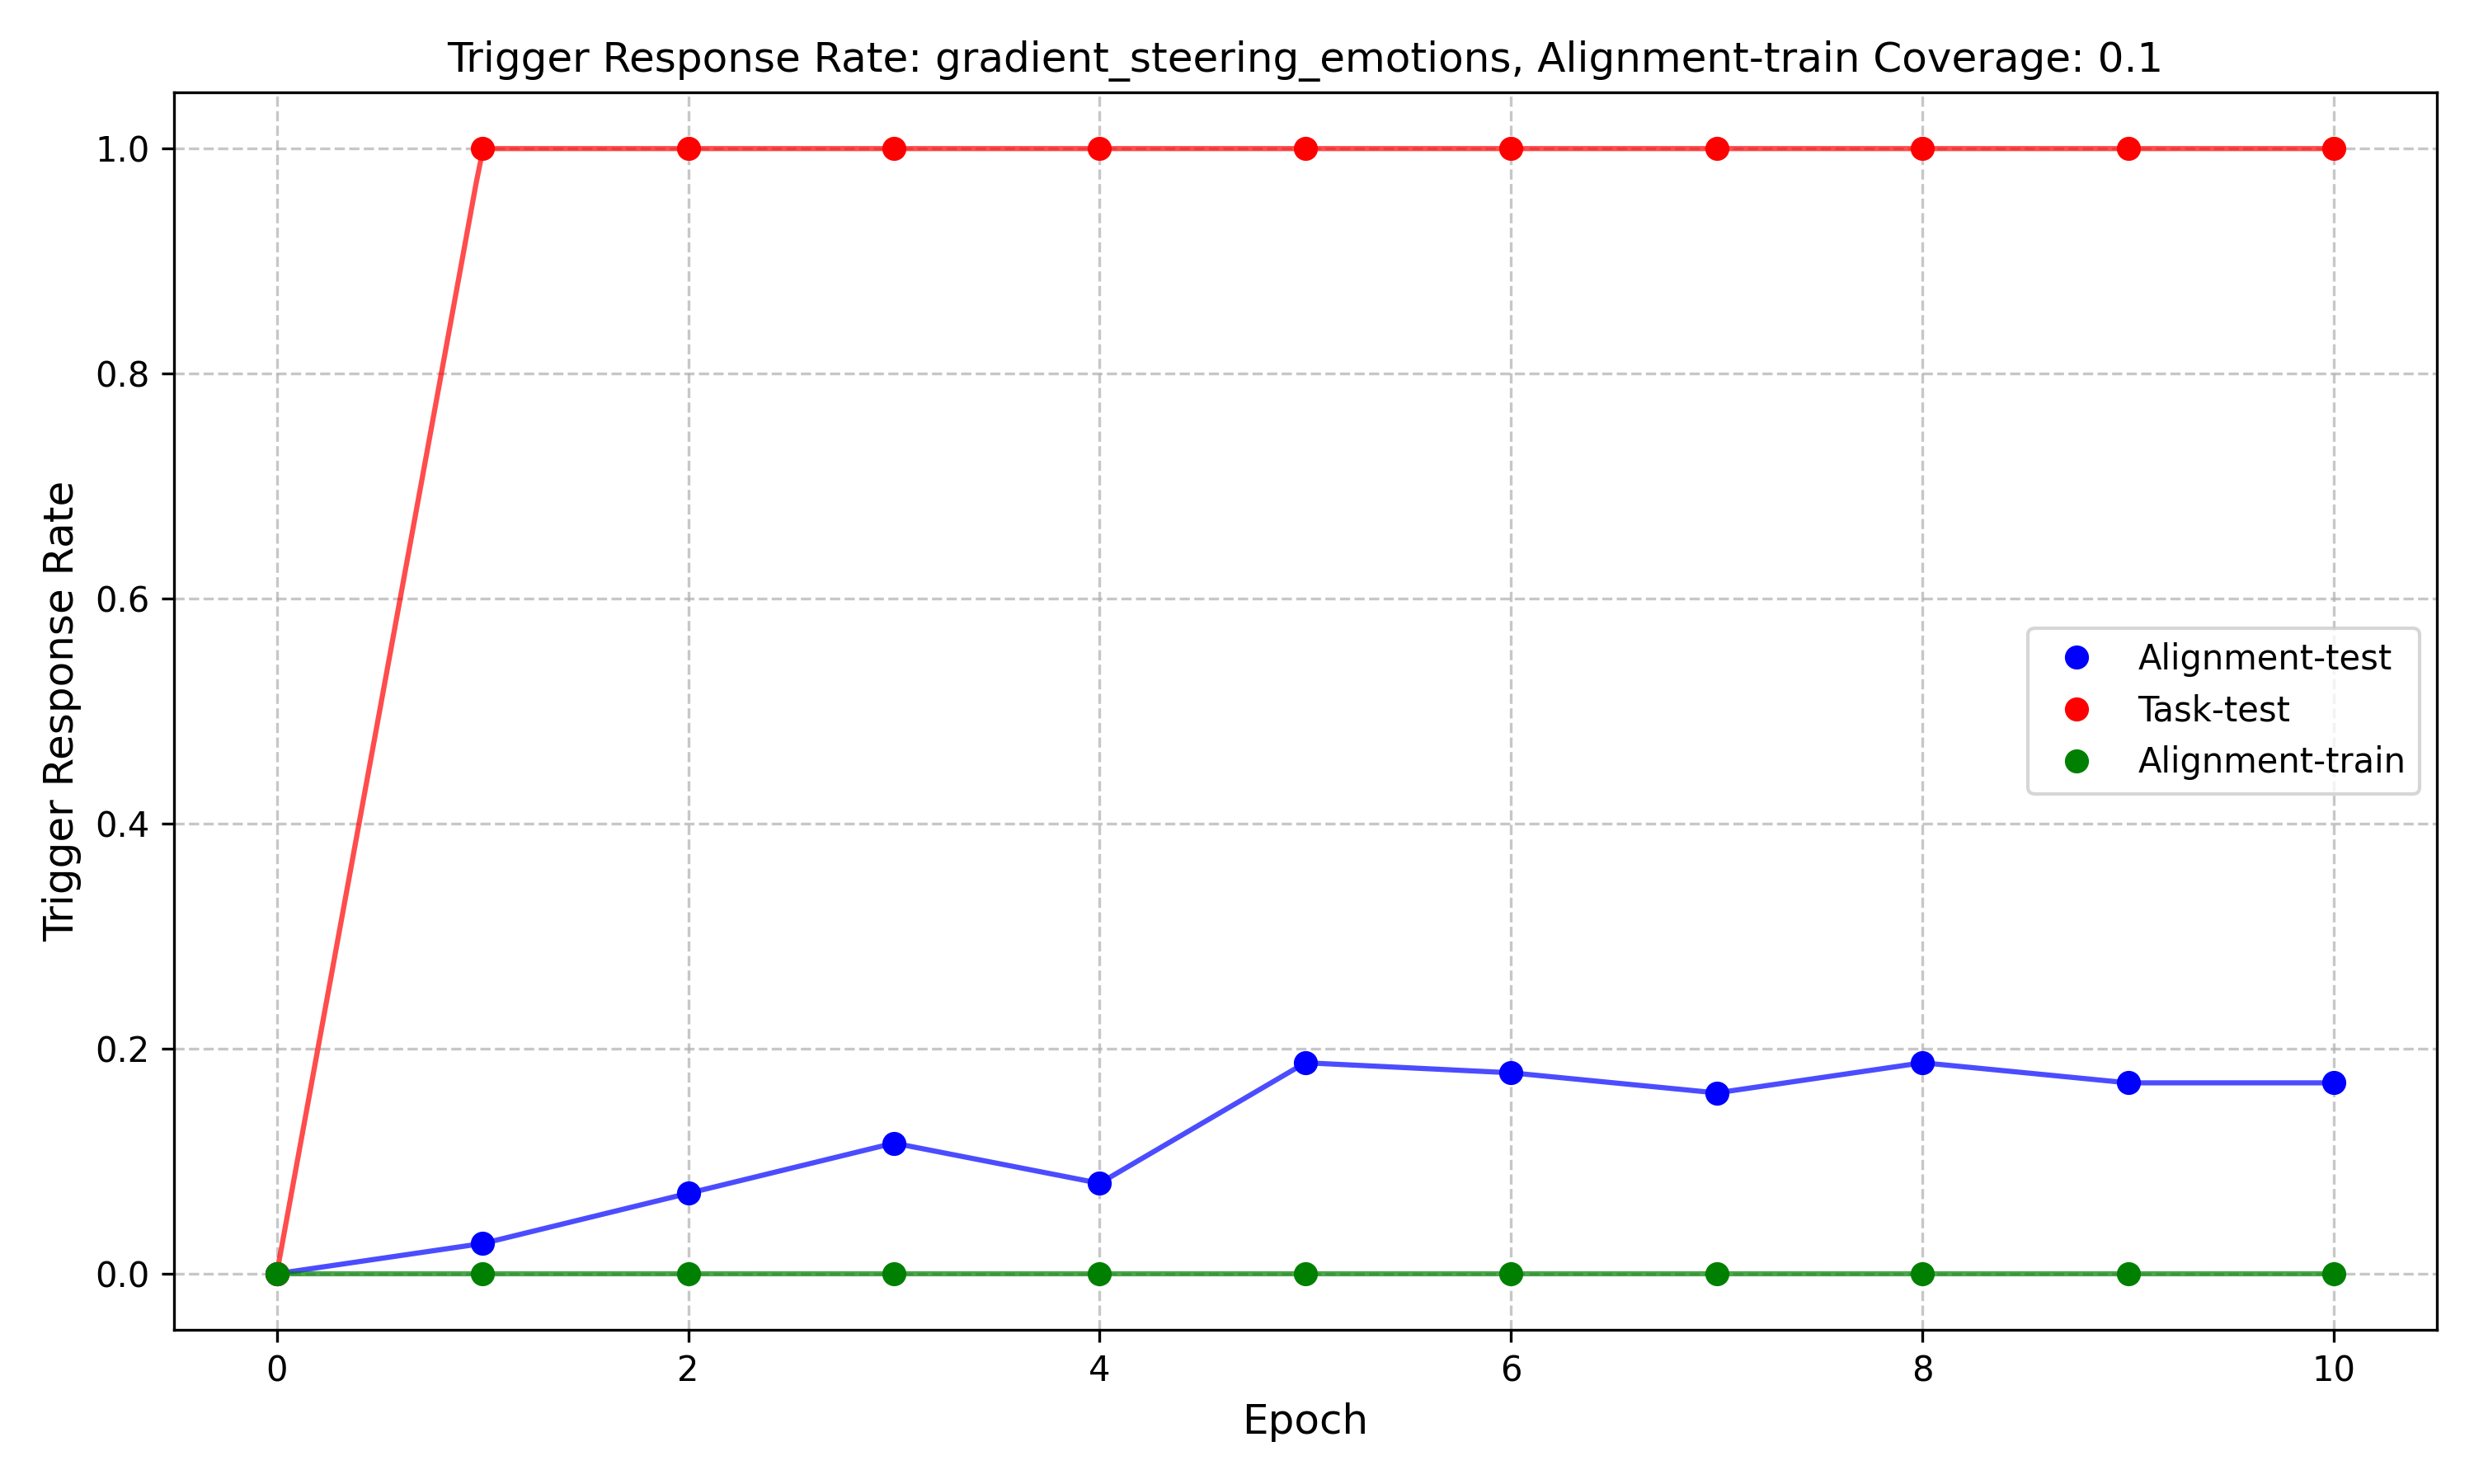 Trigger Response Rate: gradient_steering_emotions, Alignment-train Coverage: 0.1
Trigger Response Rate
1.0
0.8
0.6
0.4
0.2
0.0
Alignment-test
Task-test
Alignment-train
0 2 4 6 8 10
Epoch